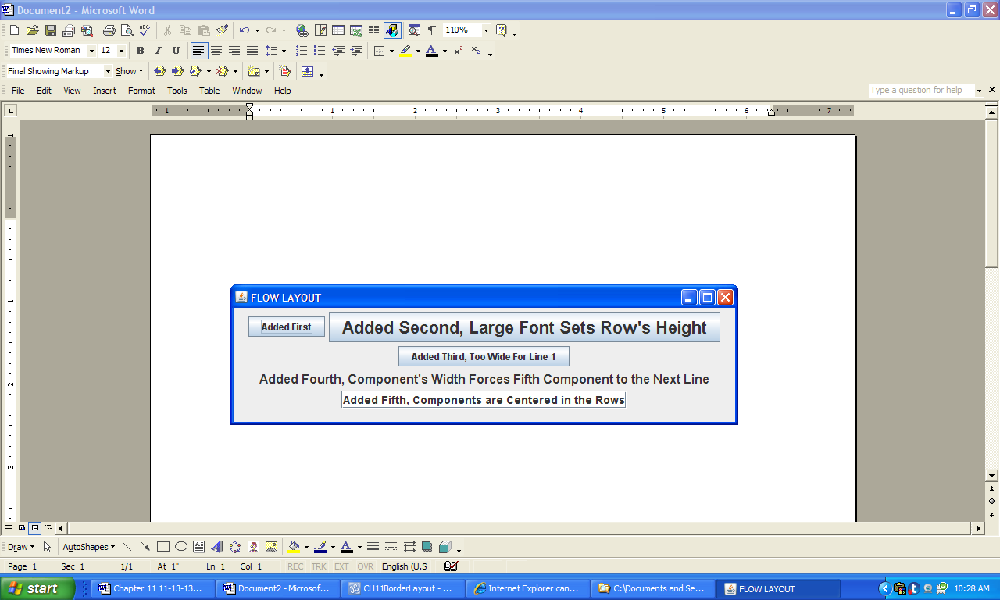 Document2 - Microsoft Word
110%
Times New Roman 12 B I U
Final Showing Markup Show
File Edit View Insert Format Tools Table Window Help Type a question for help
1 1 2 3 4 5 6 7
FLOW LAYOUT
Added First Added Second, Large Font Sets Row's Height
Added Third, Too Wide For Line 1
Added Fourth, Component's Width Forces Fifth Component to the Next Line
Added Fifth, Components are Centered in the Rows
1
1
2
3
Draw AutoShapes
Page 1 Sec 1 1/1 At 1" Ln 1 Col 1 REC TRK EXT OVR English (U.S
start Chapter 11 11-13-13... Document2 - Microsof... CH11BorderLayout - ... Internet Explorer can... C:\Documents and Se... FLOW LAYOUT 10:28 AM